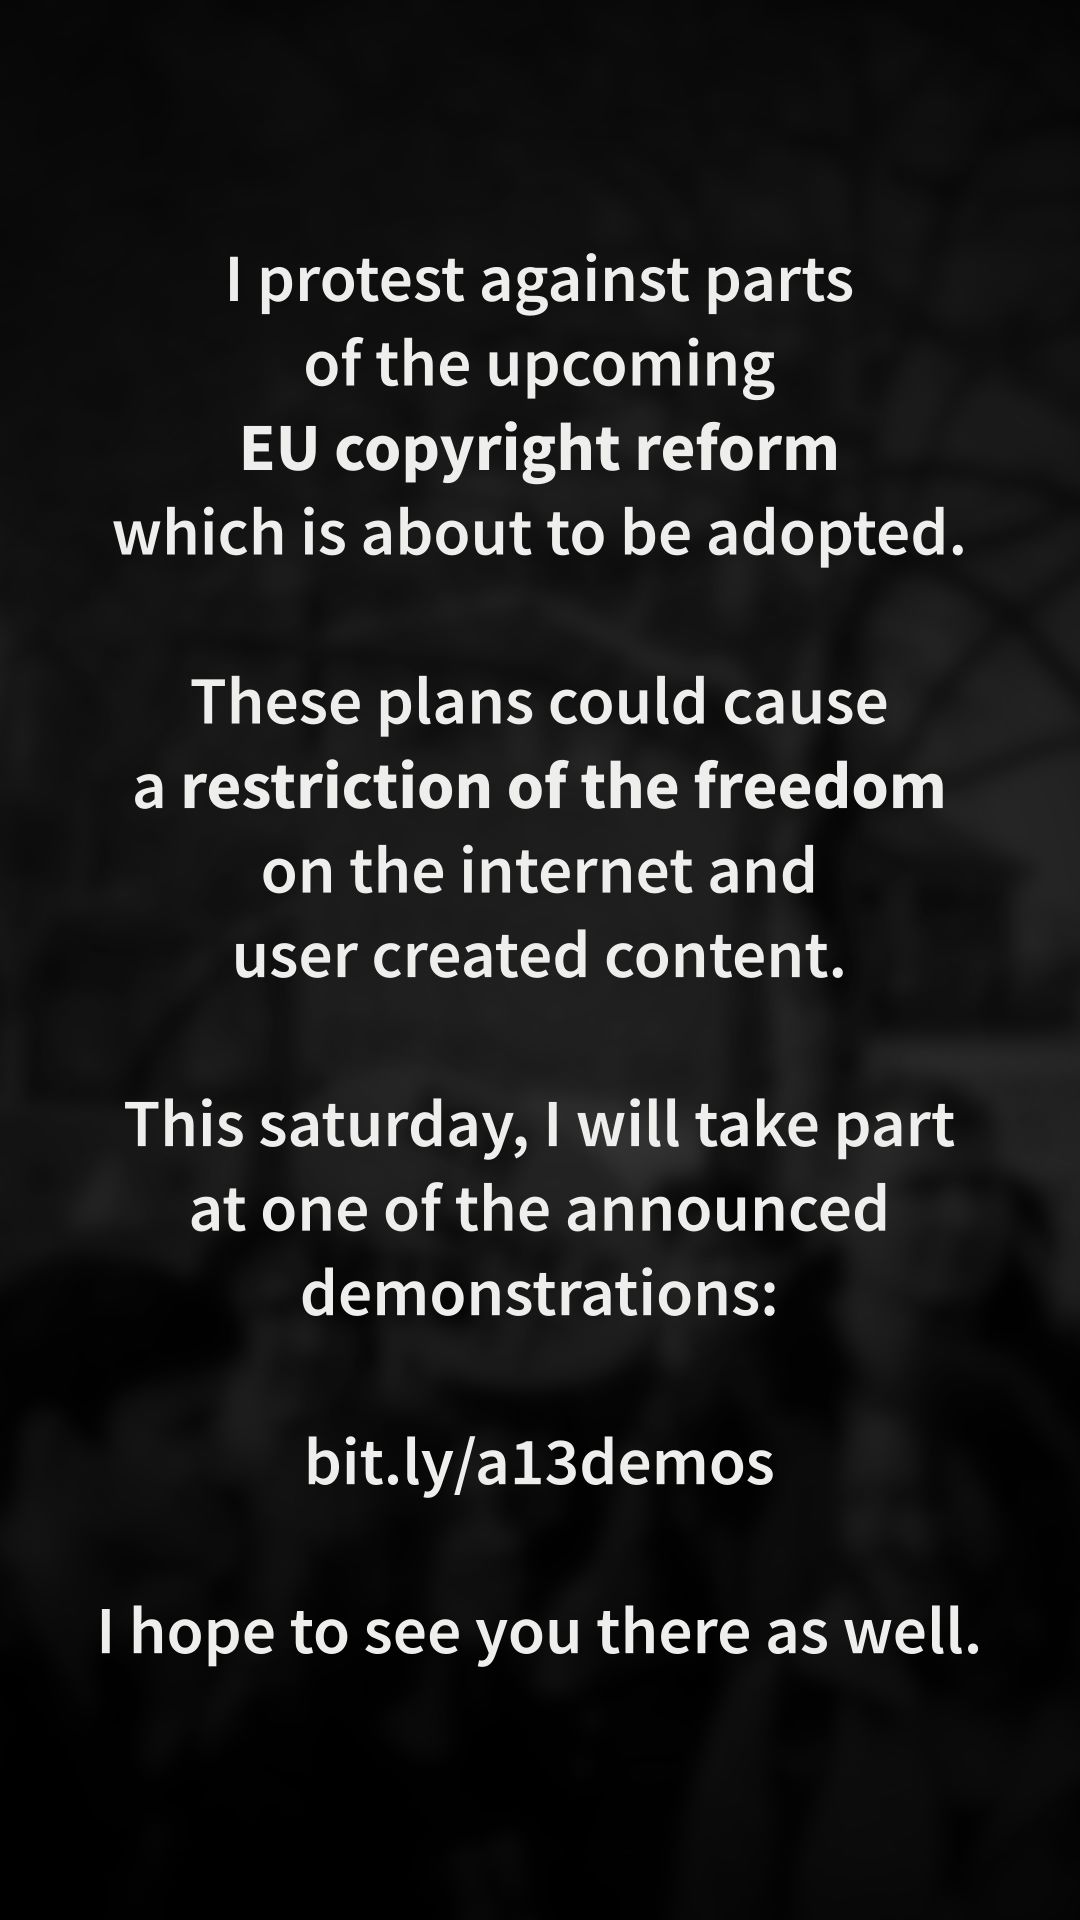 I protest against parts
of the upcoming
EU copyright reform
which is about to be adopted.
These plans could cause
a restriction of the freedom
on the internet and
user created content.
This saturday, I will take part
at one of the announced
demonstrations:
bit.ly/a13demos
I hope to see you there as well.